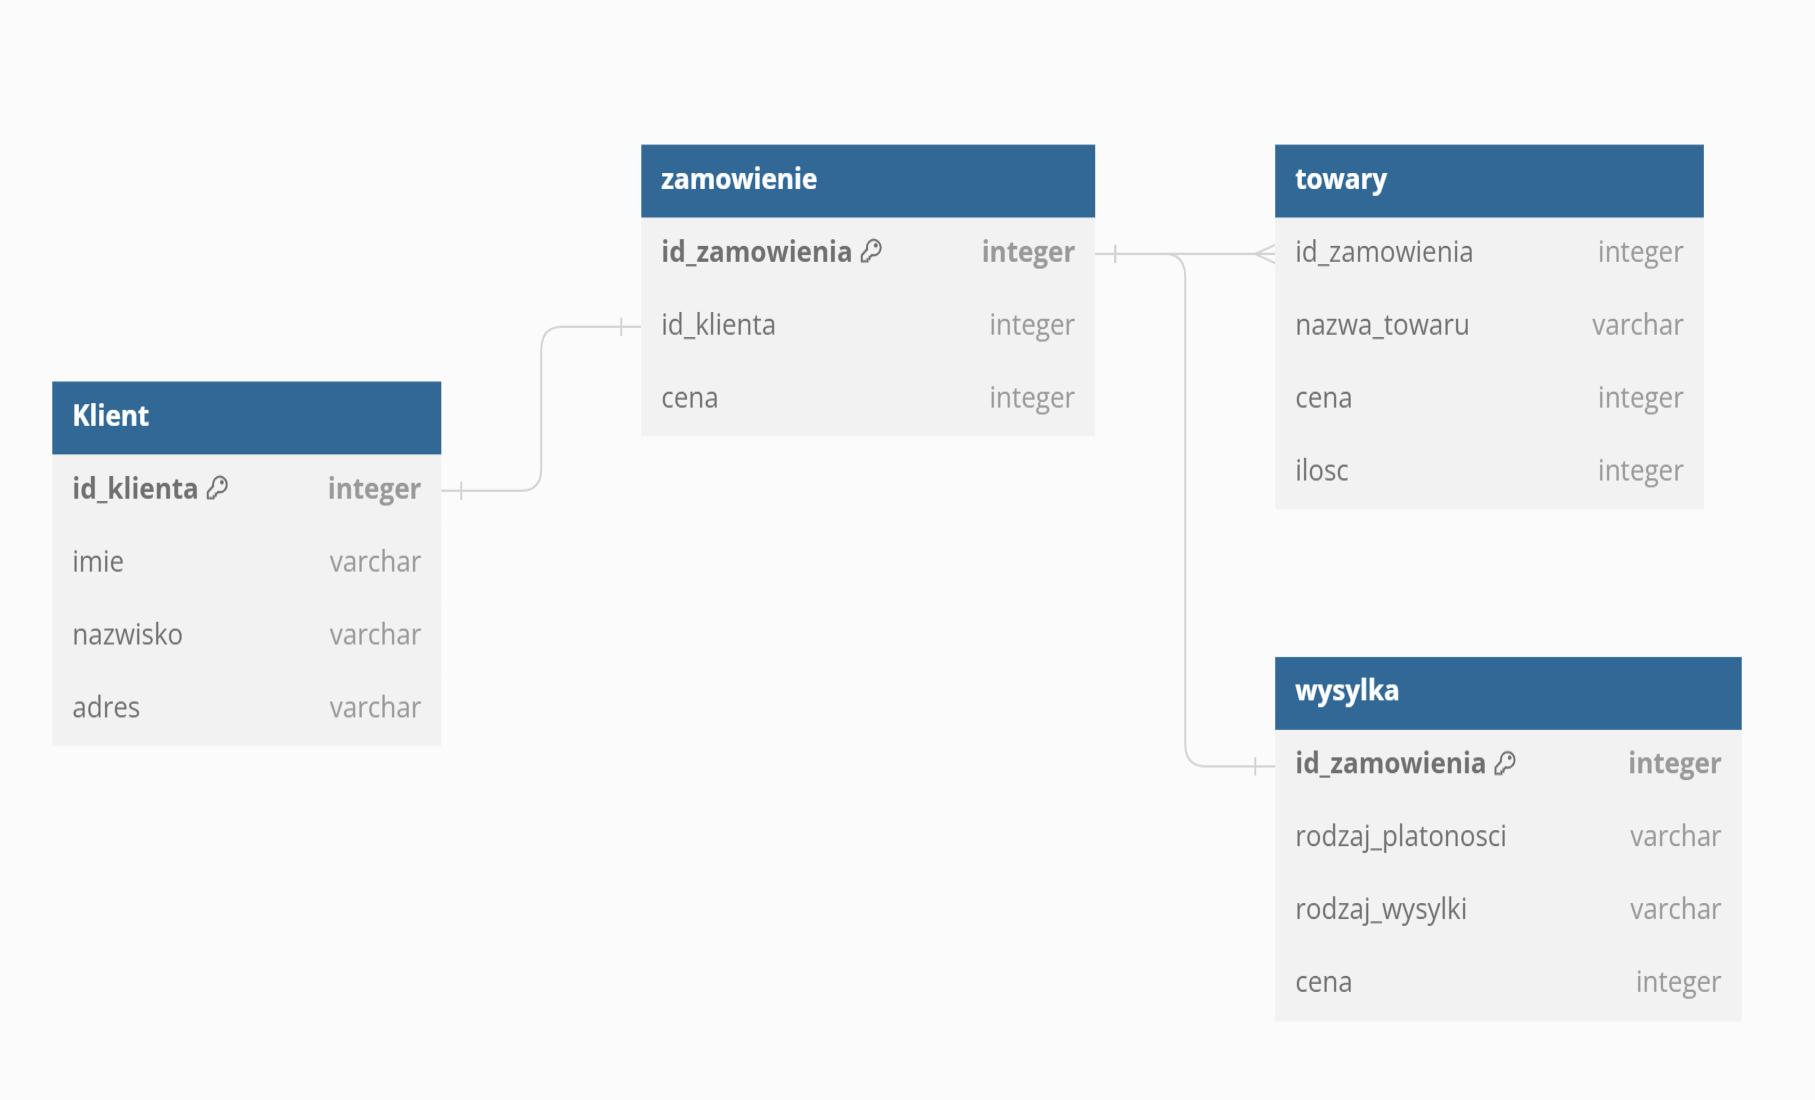 Klient
id_klienta integer
imie varchar
nazwisko varchar
adres varchar
zamowienie
id_zamowienia integer
id_klienta integer
cena integer
towary
id_zamowienia integer
nazwa_towaru varchar
cena integer
ilosc integer
wysylka
id_zamowienia integer
rodzaj_platonosci varchar
rodzaj_wysylki varchar
cena integer